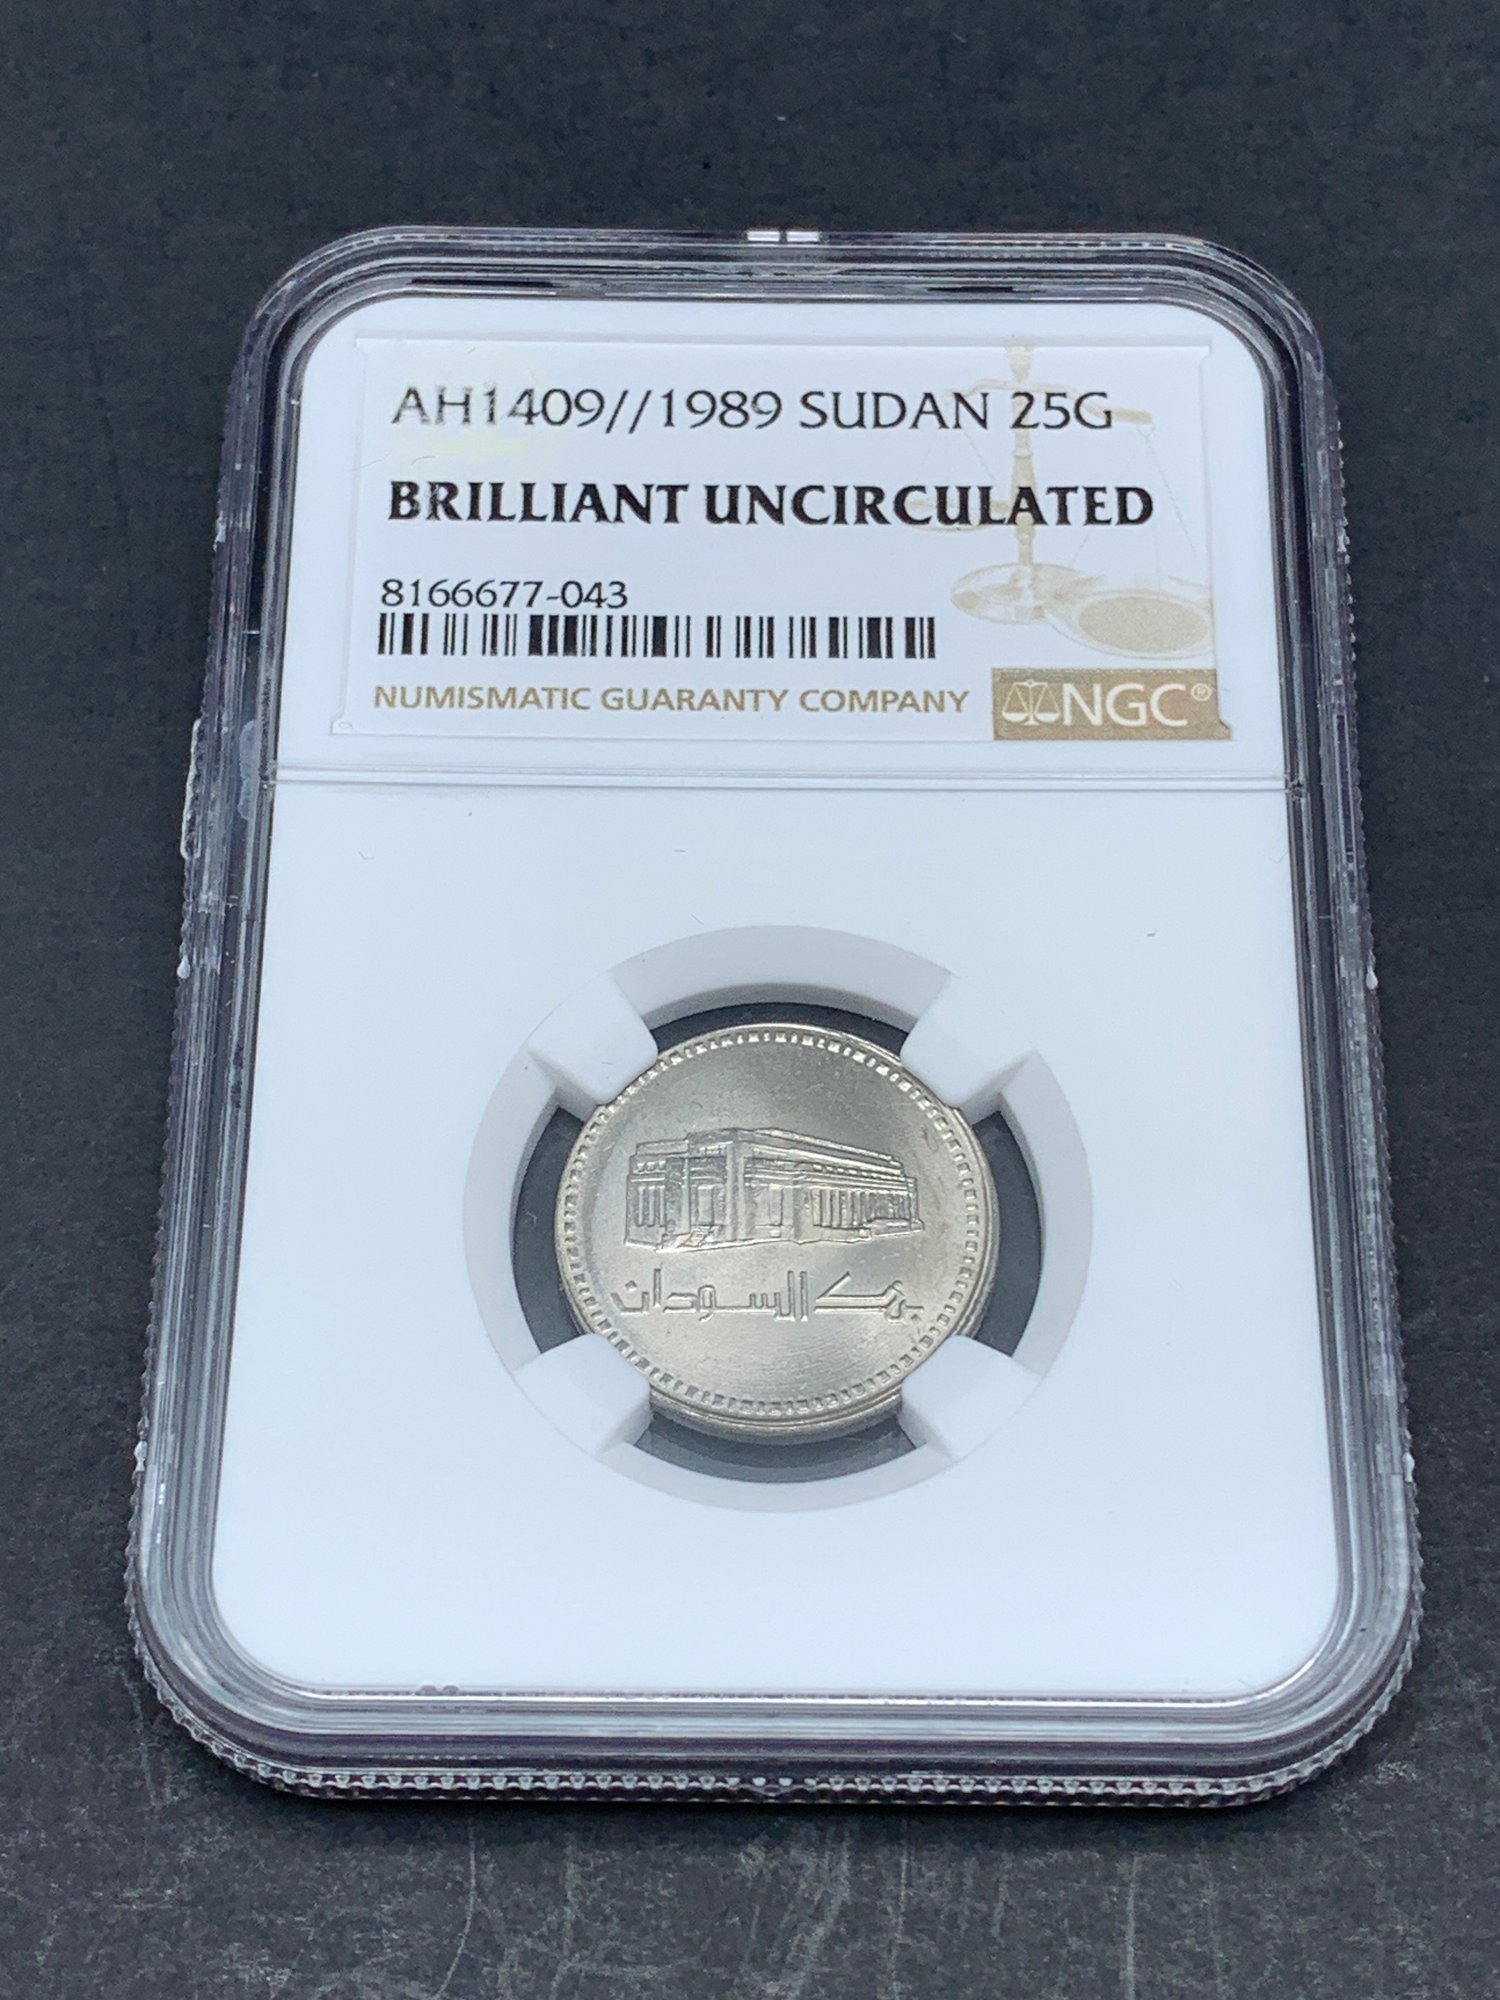 AH1409//1989 SUDAN 25G
BRILLIANT UNCIRCULATED
8166677-043
NUMISMATIC GUARANTY COMPANY
NGC®
بنك السودان